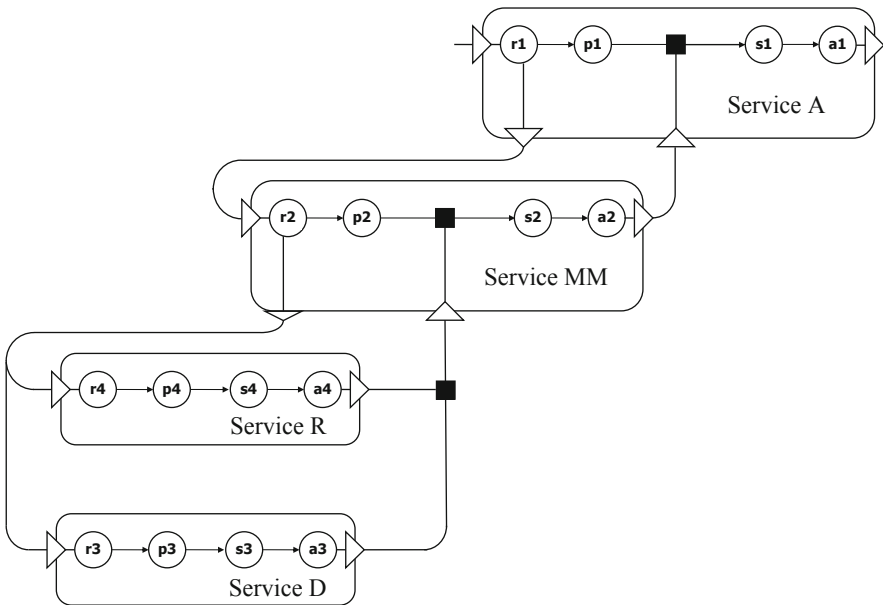 r1 p1 s1 a1
Service A
r2 p2 s2 a2
Service MM
r4 p4 s4 a4
Service R
r3 p3 s3 a3
Service D